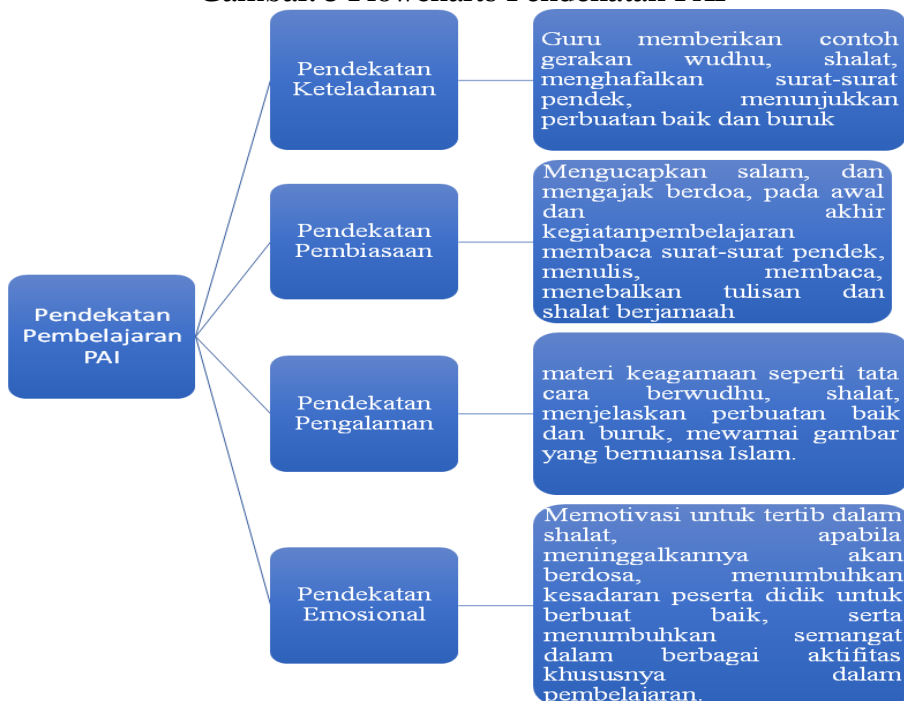 Pendekatan
Keteladanan
Guru memberikan contoh
gerakan wudhu, shalat,
menghafalkan surat-surat
pendek, menunjukkan
perbuatan baik dan buruk
Pendekatan
Pembiasaan
Mengucapkan salam, dan
mengajak berdoa, pada awal
dan akhir
kegiatanpembelajaran
membaca surat-surat pendek,
menulis, membaca,
menebalkan tulisan dan
shalat berjamaah
Pendekatan
Pembelajaran
PAI
Pendekatan
Pengalaman
materi keagamaan seperti tata
cara berwudhu, shalat,
menjelaskan perbuatan baik
dan buruk, mewarnai gambar
yang bernuansa Islam.
Pendekatan
Emosional
Memotivasi untuk tertib dalam
shalat, apabila
meninggalkannya akan
berdosa, menumbuhkan
kesadaran peserta didik untuk
berbuat baik, serta
menumbuhkan semangat
dalam berbagai aktifitas
khususnya dalam
pembelajaran.